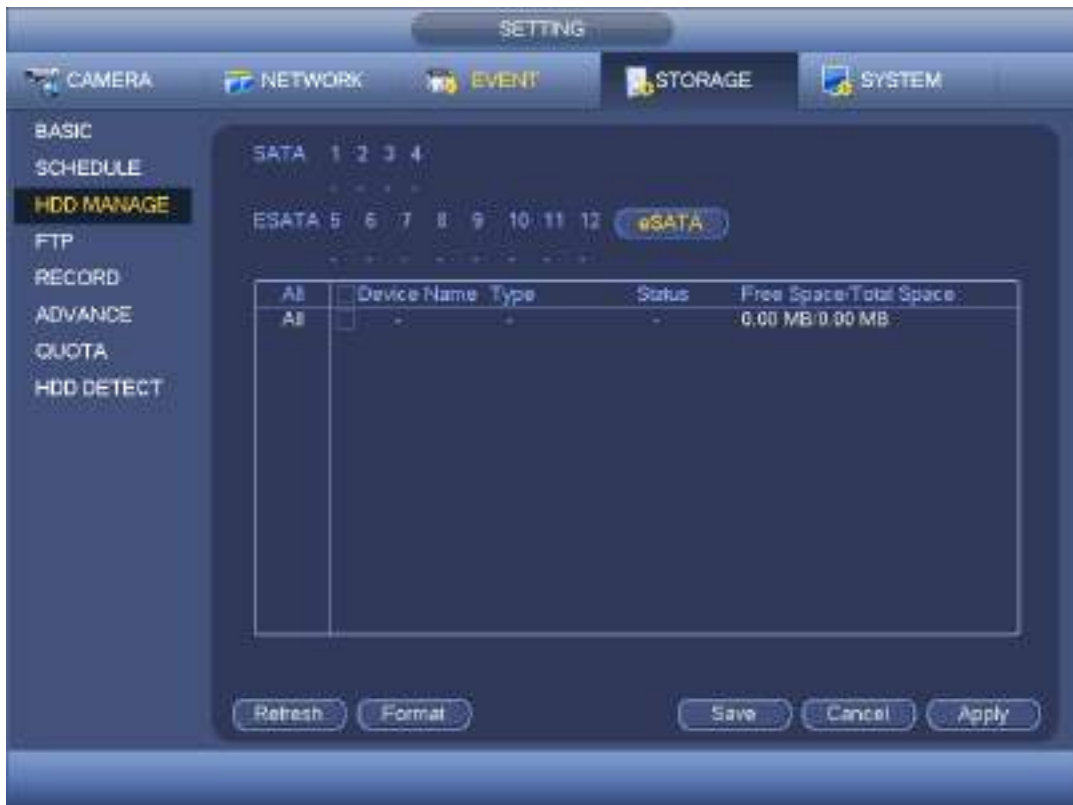 SETTING
CAMERA NETWORK EVENT STORAGE SYSTEM
BASIC
SCHEDULE
HDD MANAGE
FTP
RECORD
ADVANCE
QUOTA
HDD DETECT
SATA 1 2 3 4
- - - -
ESATA 5 6 7 8 9 10 11 12 eSATA
- - - - - - - -
All Device Name Type Status Free Space/Total Space
All - - - 0.00 MB/0.00 MB
Refresh Format Save Cancel Apply